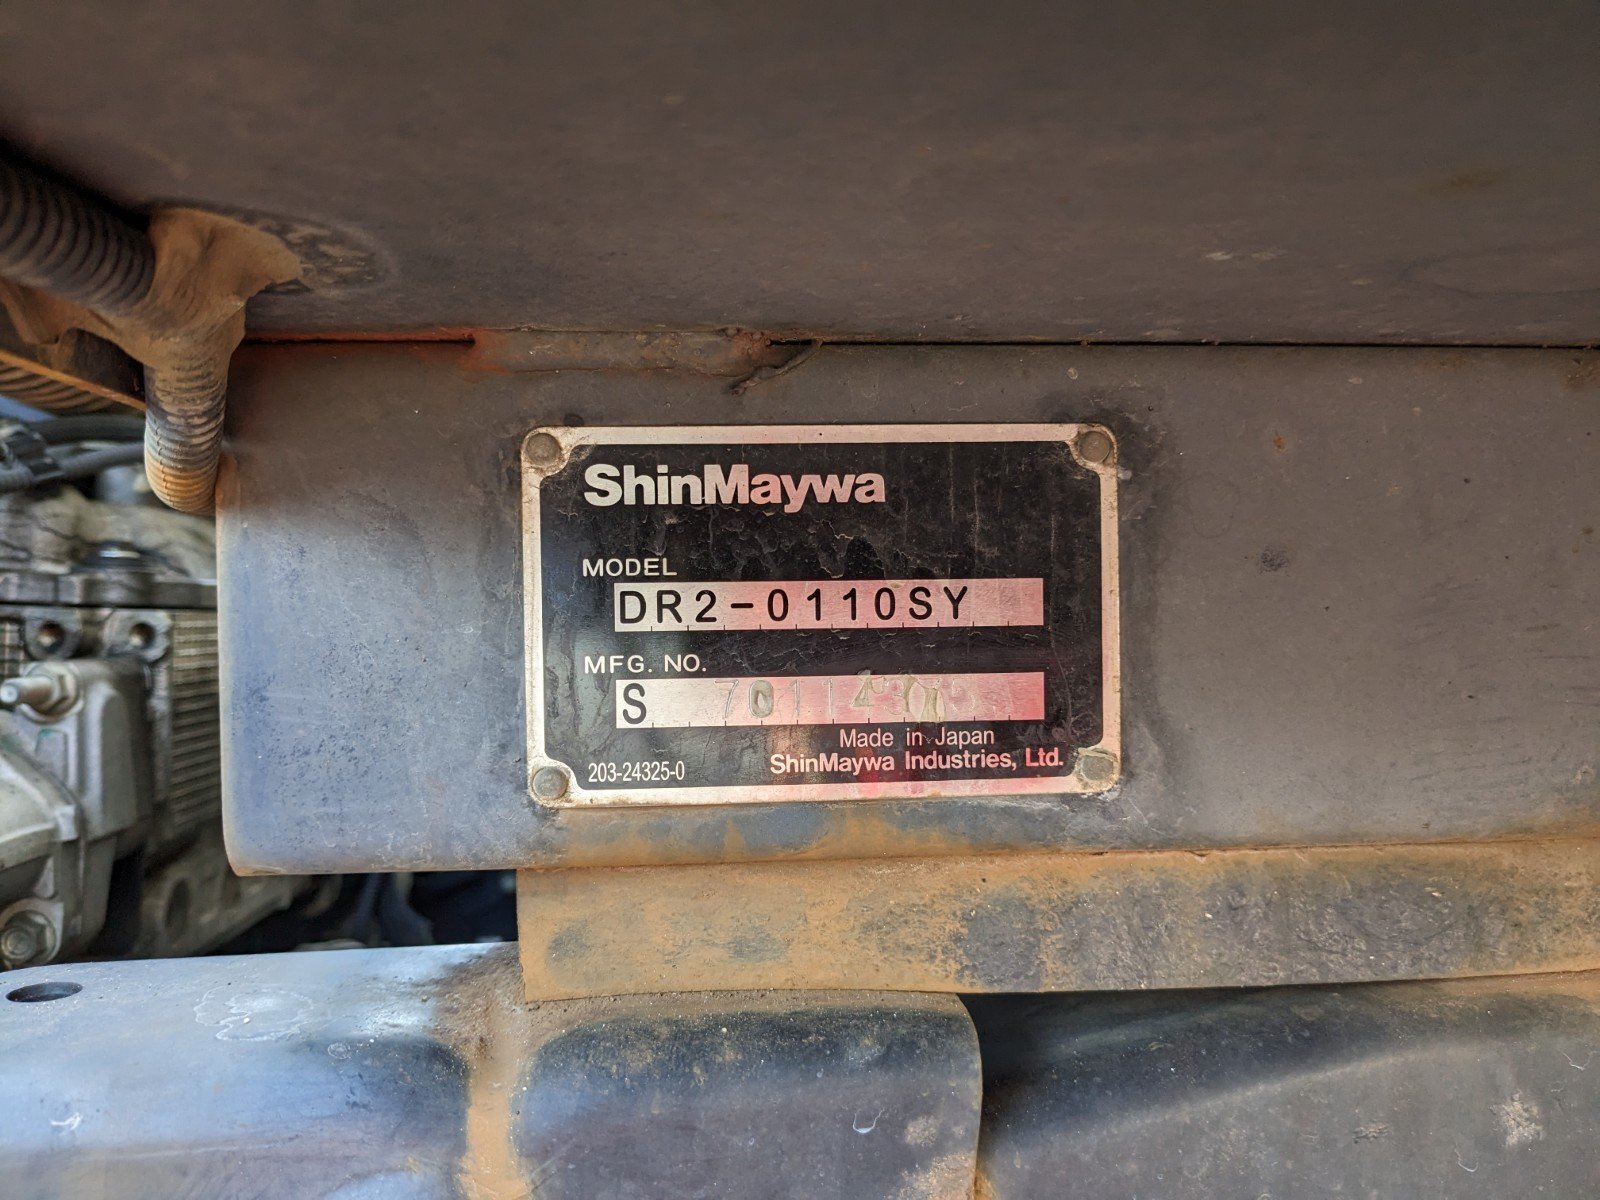 ShinMaywa
MODEL
DR2-0110SY
MFG. NO.
S
Made in Japan
203-24325-0
ShinMaywa Industries, Ltd.